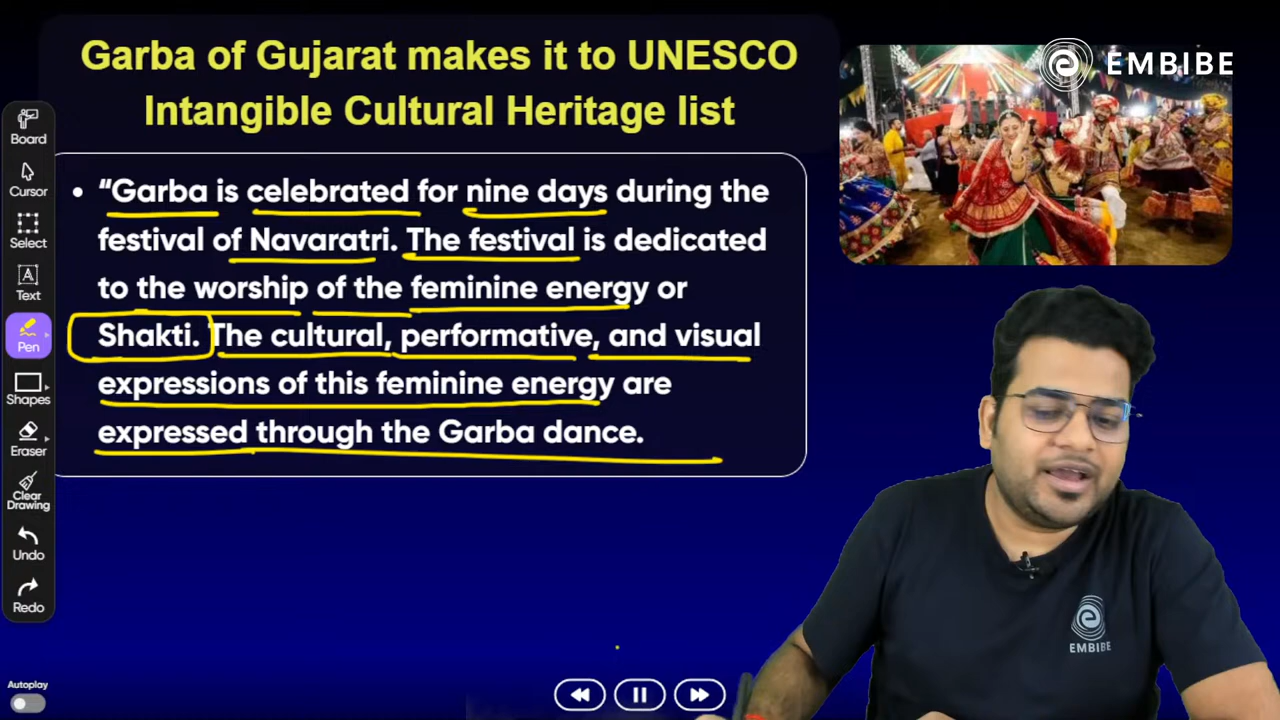 Garba of Gujarat makes it to UNESCO
Intangible Cultural Heritage list
EMBIBE
Board
Cursor
Select
A
Text
Pen
Shapes
Eraser
Clear
Drawing
Undo
Redo
• “Garba is celebrated for nine days during the
festival of Navaratri. The festival is dedicated
to the worship of the feminine energy or
Shakti. The cultural, performative, and visual
expressions of this feminine energy are
expressed through the Garba dance.
EMBIBE
Autoplay